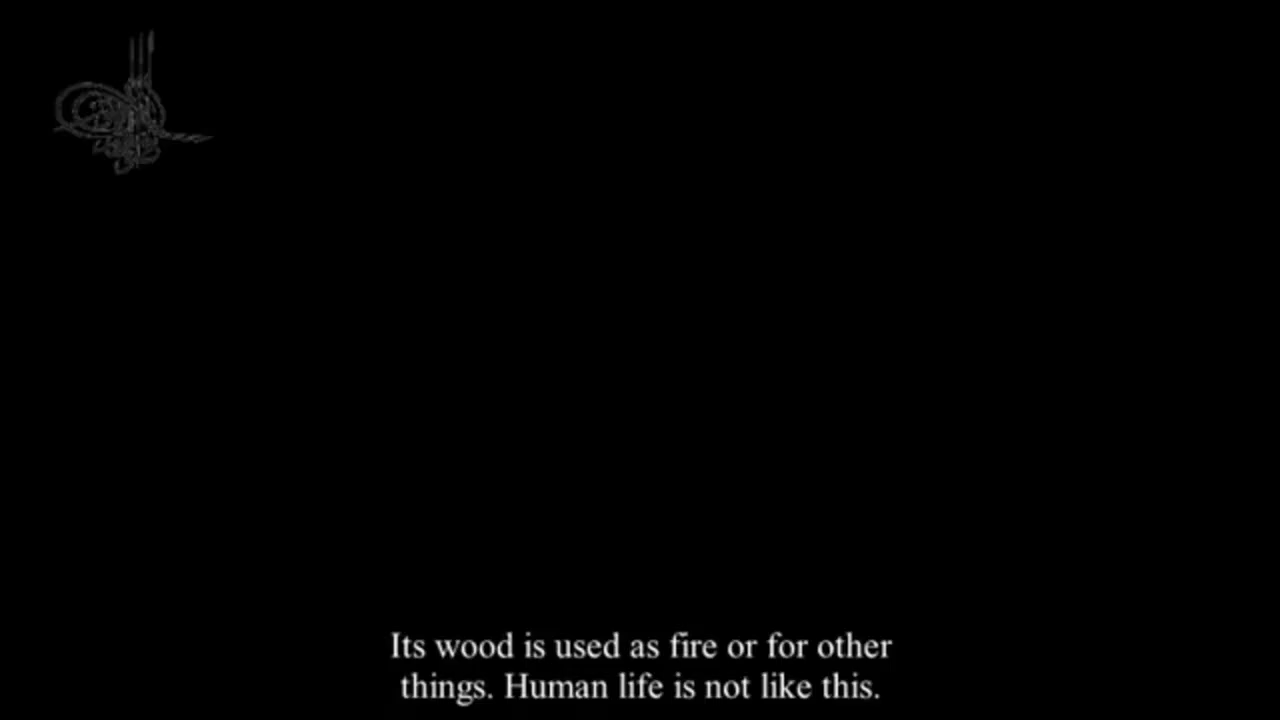 Its wood is used as fire or for other
things. Human life is not like this.